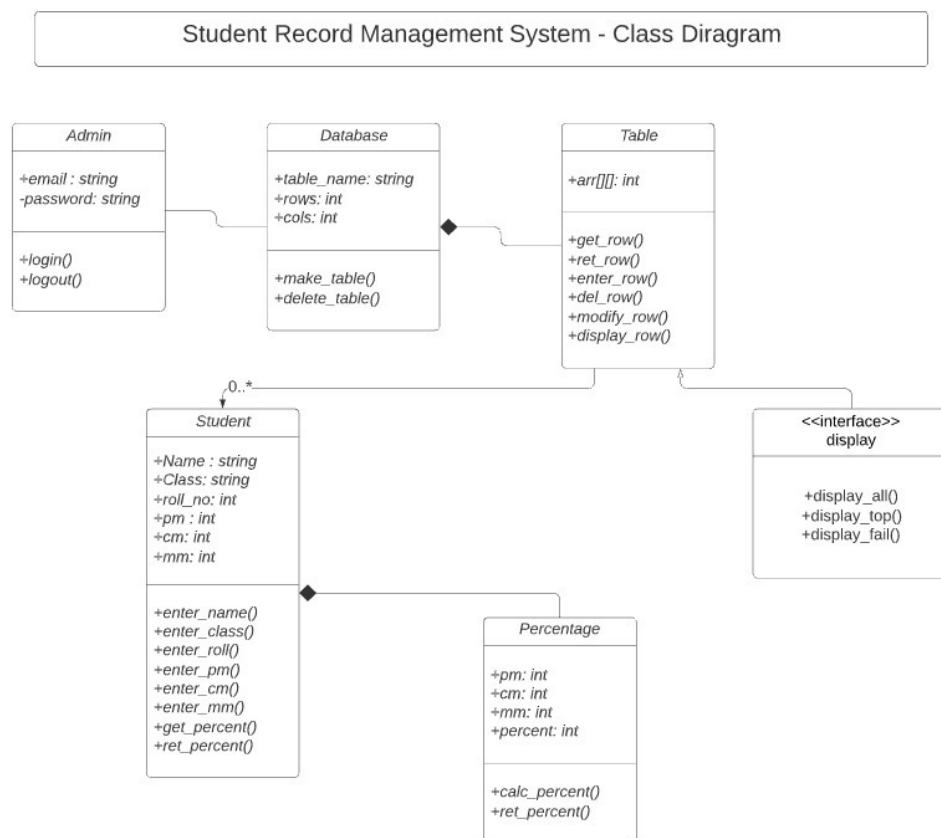 Student Record Management System - Class Diragram
Admin
+email : string
-password: string
+login()
+logout()
Database
+table_name: string
+rows: int
+cols: int
+make_table()
+delete_table()
Table
+arr[][]: int
+get_row()
+ret_row()
+enter_row()
+del_row()
+modify_row()
+display_row()
0..*
Student
+Name : string
+Class: string
+roll_no: int
+pm : int
+cm: int
+mm: int
+enter_name()
+enter_class()
+enter_roll()
+enter_pm()
+enter_cm()
+enter_mm()
+get_percent()
+ret_percent()
<<interface>>
display
+display_all()
+display_top()
+display_fail()
Percentage
+pm: int
+cm: int
+mm: int
+percent: int
+calc_percent()
+ret_percent()